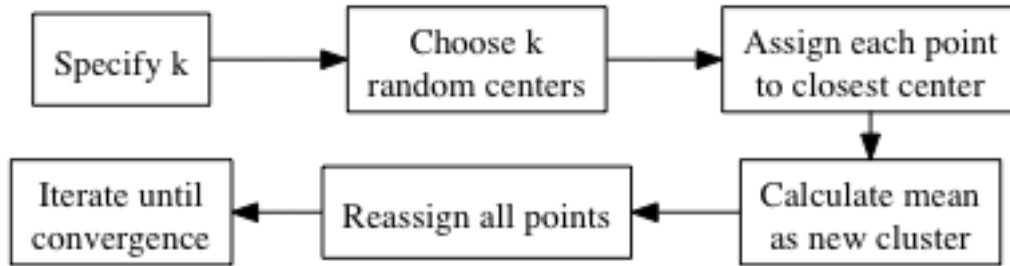 Specify k
Choose k
random centers
Assign each point
to closest center
Calculate mean
as new cluster
Reassign all points
Iterate until
convergence